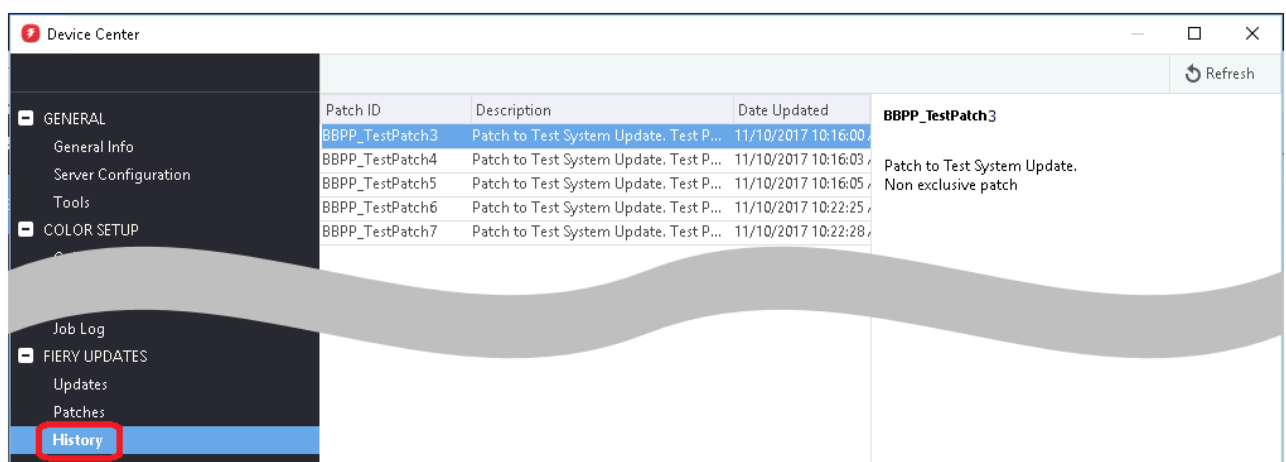 Device Center
Refresh
GENERAL
General Info
Server Configuration
Tools
COLOR SETUP
Job Log
FIERY UPDATES
Updates
Patches
History
Patch ID Description Date Updated
BBPP_TestPatch3 Patch to Test System Update. Test P... 11/10/2017 10:16:00
BBPP_TestPatch4 Patch to Test System Update. Test P... 11/10/2017 10:16:03
BBPP_TestPatch5 Patch to Test System Update. Test P... 11/10/2017 10:16:05
BBPP_TestPatch6 Patch to Test System Update. Test P... 11/10/2017 10:22:25
BBPP_TestPatch7 Patch to Test System Update. Test P... 11/10/2017 10:22:28
BBPP_TestPatch3
Patch to Test System Update.
Non exclusive patch